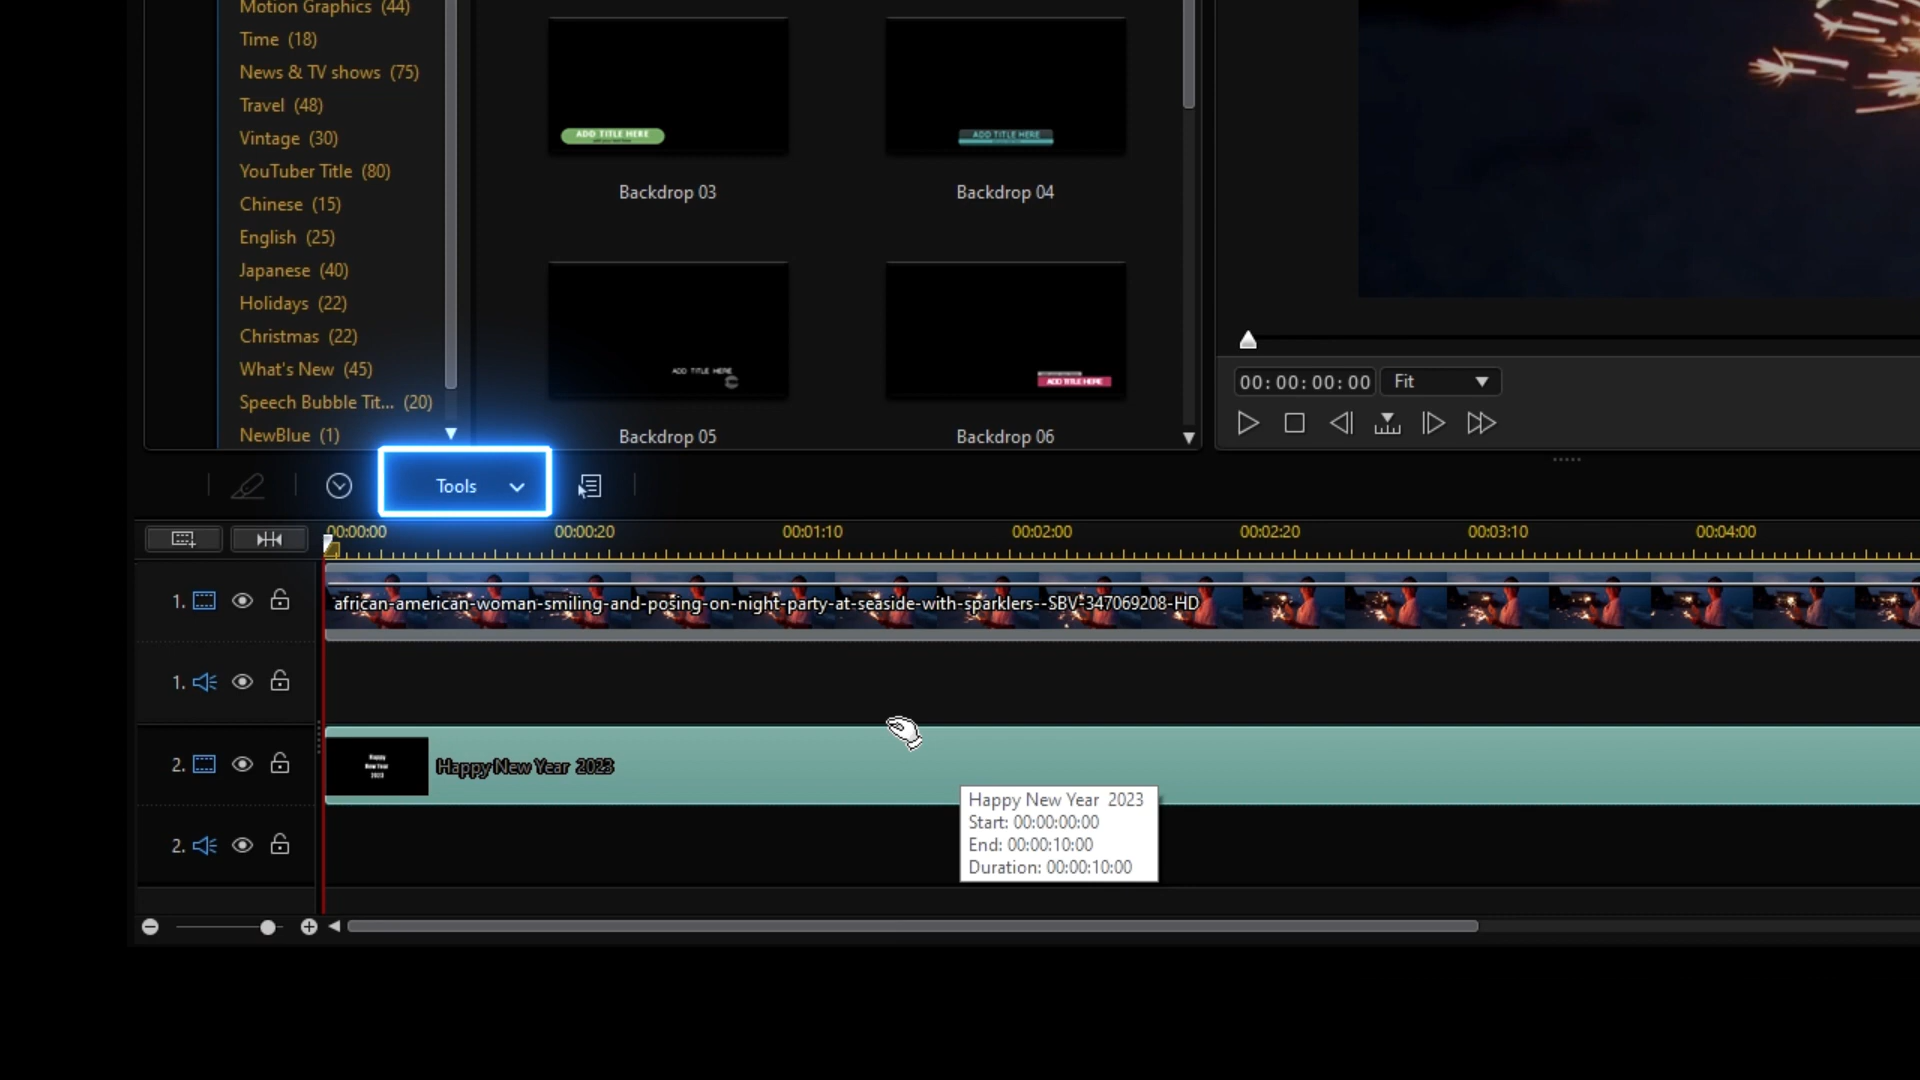 Motion Graphics (44)
Time (18)
News & TV shows (75)
Travel (48)
Vintage (30)
YouTuber Title (80)
Chinese (15)
English (25)
Japanese (40)
Holidays (22)
Christmas (22)
What's New (45)
Speech Bubble Tit... (20)
NewBlue (1)
ADD TITLE HERE
Backdrop 03
ADD TITLE HERE
Backdrop 04
ADD TITLE HERE
Backdrop 05
ADD TITLE HERE
Backdrop 06
00:00:00:00
Fit
Tools
00:00:00
00:00:20
00:01:10
00:02:00
00:02:20
00:03:10
00:04:00
1.
african-american-woman-smiling-and-posing-on-night-party-at-seaside-with-sparklers--SBV-347069208-HD
1.
2.
Happy
New Year
2023
Happy New Year 2023
Happy New Year 2023
Start: 00:00:00:00
End: 00:00:10:00
Duration: 00:00:10:00
2.